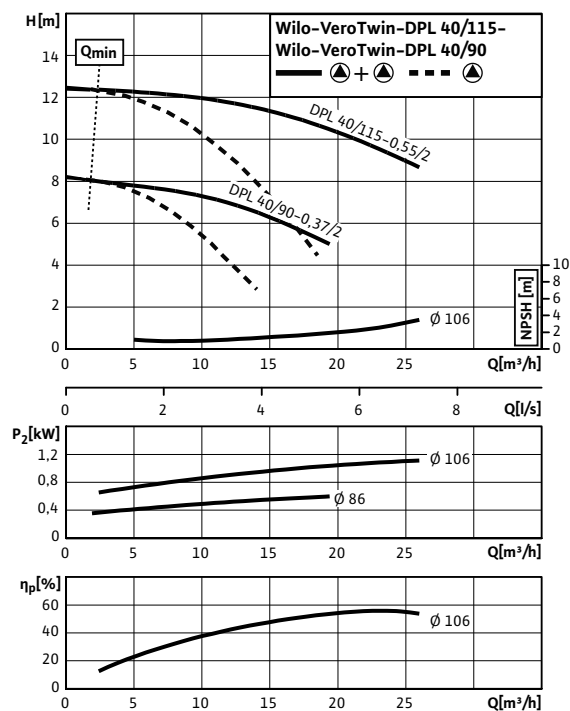 H[m]
Wilo-VeroTwin-DPL 40/115-
Wilo-VeroTwin-DPL 40/90
+
Qmin
14
12
10
8
6
4
2
0
DPL 40/115-0,55/2
DPL 40/90-0,37/2
Ø 106
10
8
6
4
2
0
NPSH [m]
0 5 10 15 20 25 Q[m³/h]
0 2 4 6 8 Q[l/s]
P₂[kW]
1,2
0,8
0,4
0
Ø 106
Ø 86
0 5 10 15 20 25 Q[m³/h]
ηp[%]
60
40
20
0
Ø 106
0 5 10 15 20 25 Q[m³/h]